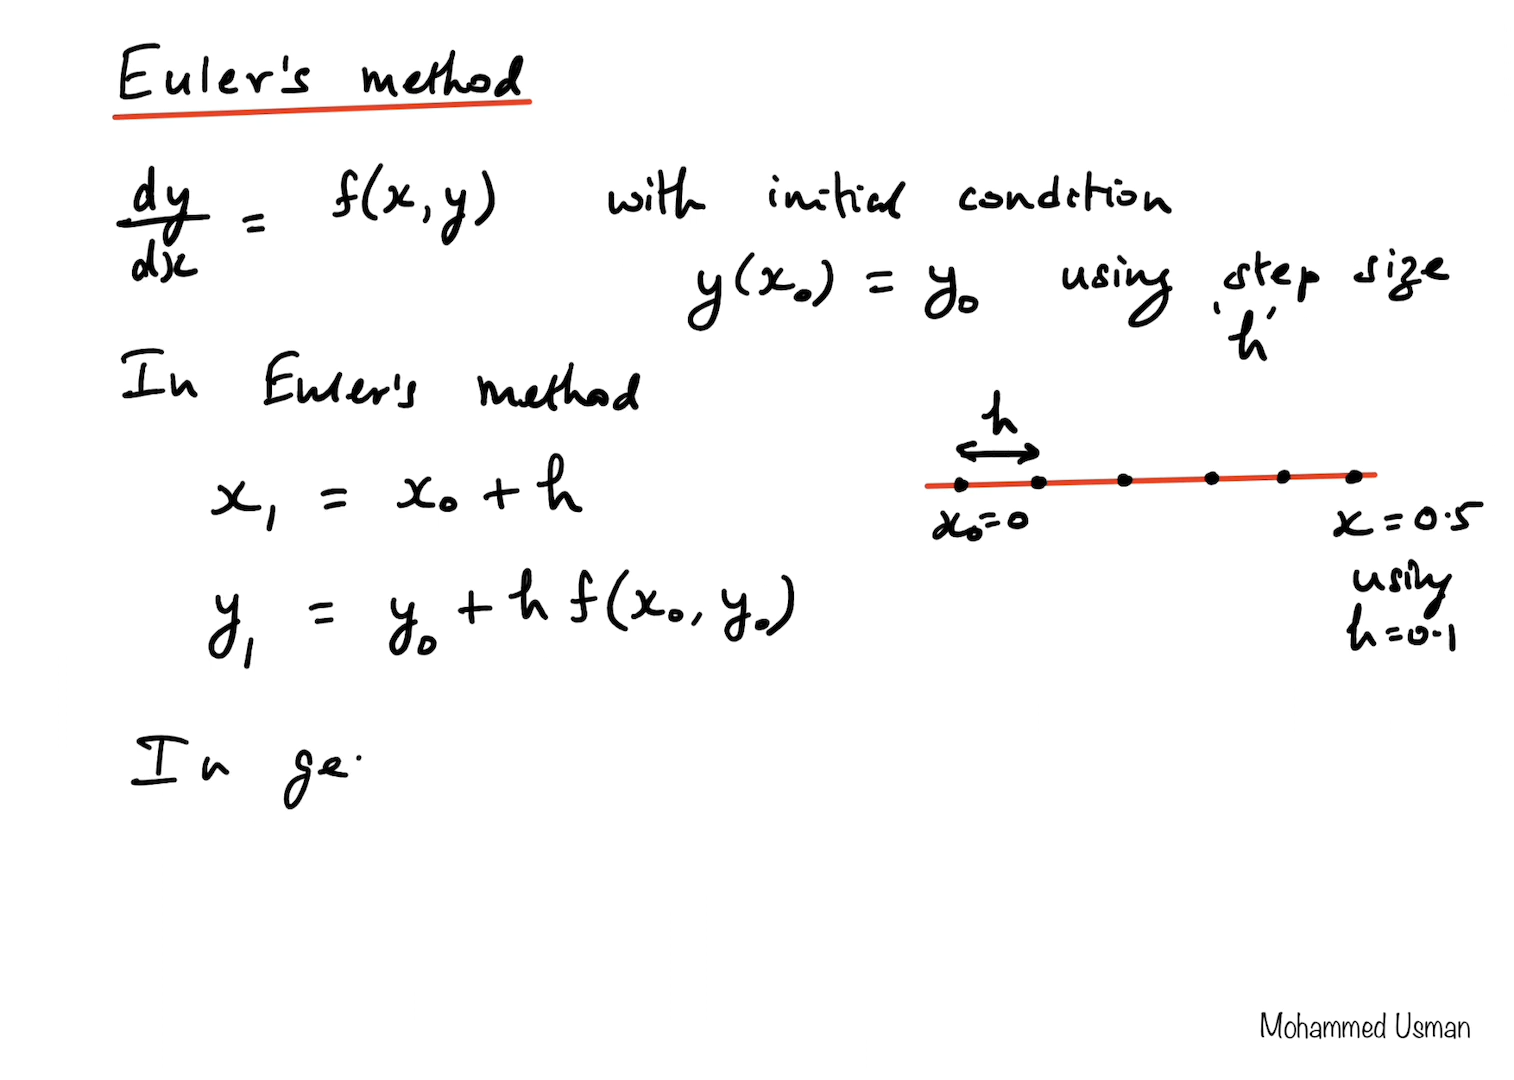 Euler's method
dy/dx = f(x, y) with initial condition
y(x₀) = y₀ using step size
'h'
In Euler's method
h
x₁ = x₀ + h
x₀=0
x = 0.5
using
h=0.1
y₁ = y₀ + h f(x₀, y₀)
In ge
Mohammed Usman